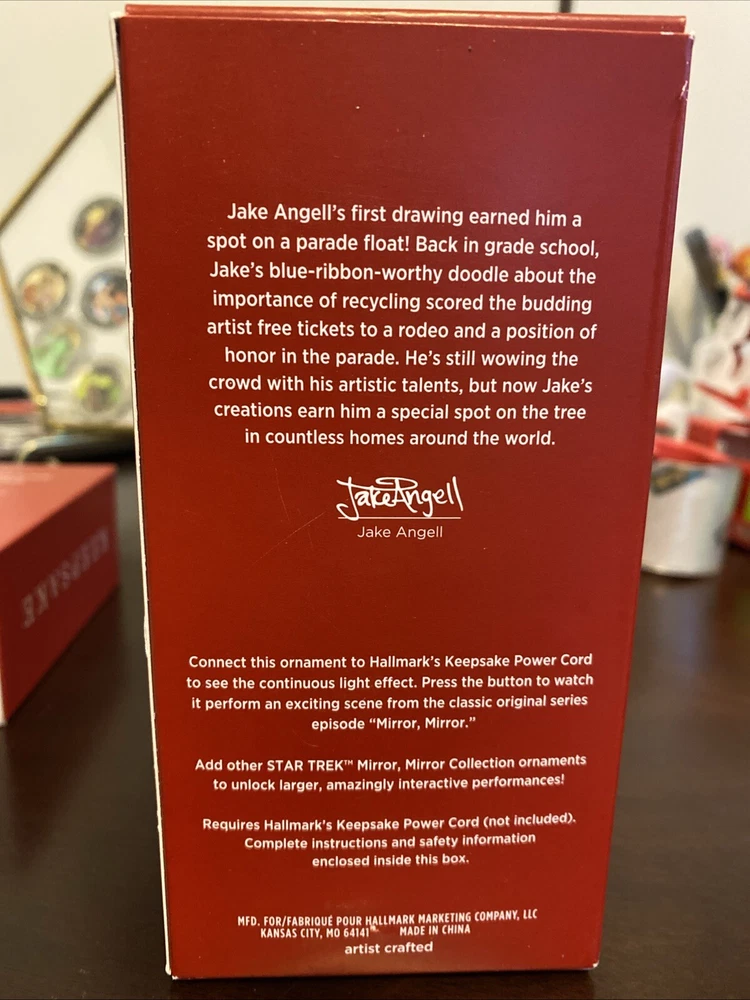 Jake Angell's first drawing earned him a
spot on a parade float! Back in grade school,
Jake's blue-ribbon-worthy doodle about the
importance of recycling scored the budding
artist free tickets to a rodeo and a position of
honor in the parade. He's still wowing the
crowd with his artistic talents, but now Jake's
creations earn him a special spot on the tree
in countless homes around the world.
Jake Angell
Jake Angell
Connect this ornament to Hallmark's Keepsake Power Cord
to see the continuous light effect. Press the button to watch
it perform an exciting scene from the classic original series
episode “Mirror, Mirror.”
Add other STAR TREK™ Mirror, Mirror Collection ornaments
to unlock larger, amazingly interactive performances!
Requires Hallmark's Keepsake Power Cord (not included).
Complete instructions and safety information
enclosed inside this box.
MFD. FOR/FABRIQUÉ POUR HALLMARK MARKETING COMPANY, LLC
KANSAS CITY, MO 64141 MADE IN CHINA
artist crafted
KEEPSAKE